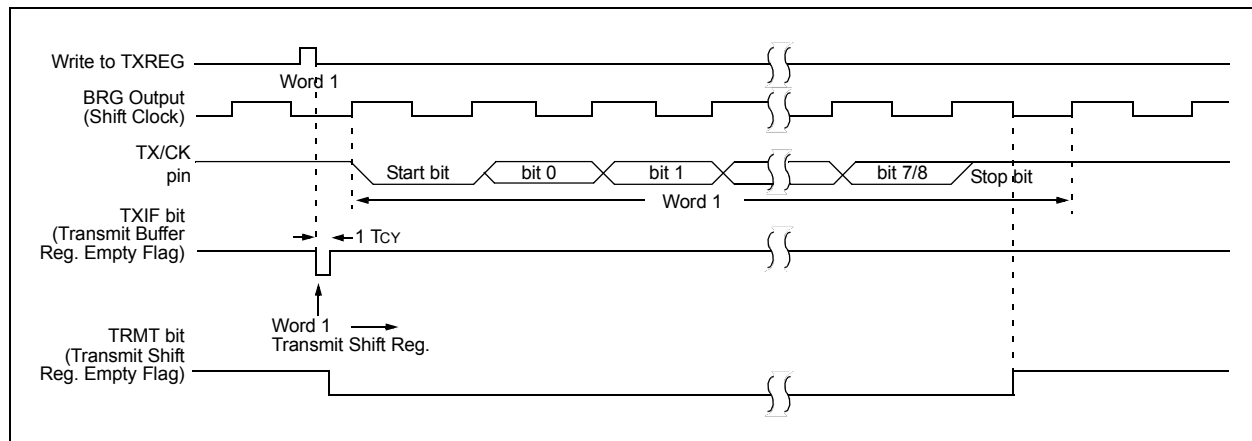 Write to TXREG
Word 1
BRG Output
(Shift Clock)
TX/CK
pin
Start bit
bit 0
bit 1
bit 7/8
Stop bit
Word 1
TXIF bit
(Transmit Buffer
Reg. Empty Flag)
1 TCY
Word 1
Transmit Shift Reg.
TRMT bit
(Transmit Shift
Reg. Empty Flag)